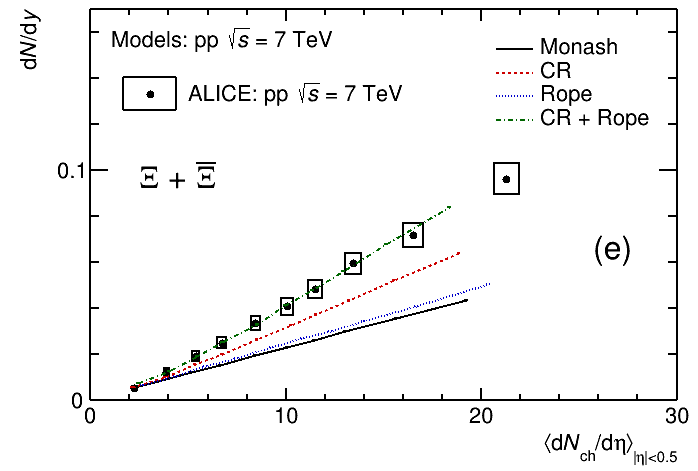 dN/dy
Models: pp √s = 7 TeV
ALICE: pp √s = 7 TeV
Monash
CR
Rope
CR + Rope
Ξ + Ξ̅
(e)
0.1
0
0 10 20 30
⟨dN_ch/dη⟩_|η|<0.5